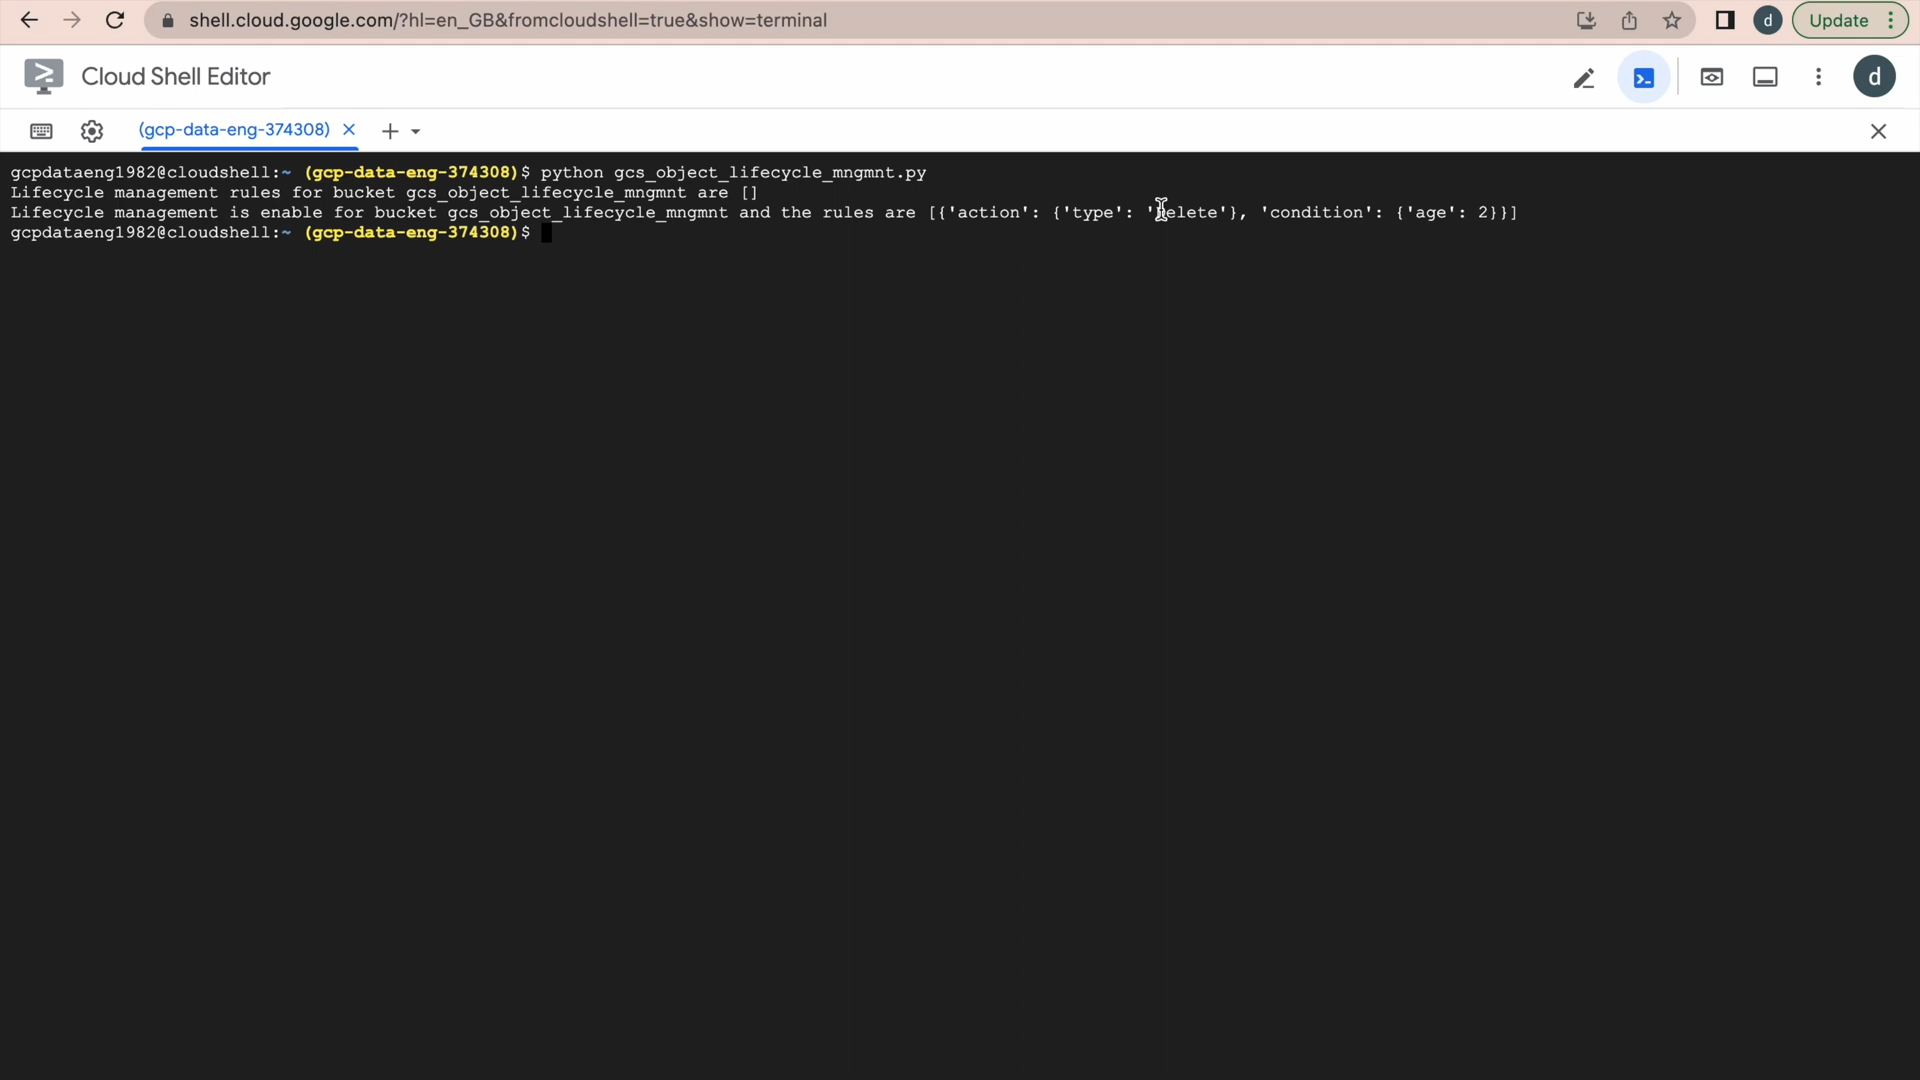 shell.cloud.google.com/?hl=en_GB&fromcloudshell=true&show=terminal
d
Update
Cloud Shell Editor
d
(gcp-data-eng-374308)
gcpdataeng1982@cloudshell:~ (gcp-data-eng-374308)$ python gcs_object_lifecycle_mngmnt.py
Lifecycle management rules for bucket gcs_object_lifecycle_mngmnt are []
Lifecycle management is enable for bucket gcs_object_lifecycle_mngmnt and the rules are [{'action': {'type': 'Delete'}, 'condition': {'age': 2}}]
gcpdataeng1982@cloudshell:~ (gcp-data-eng-374308)$